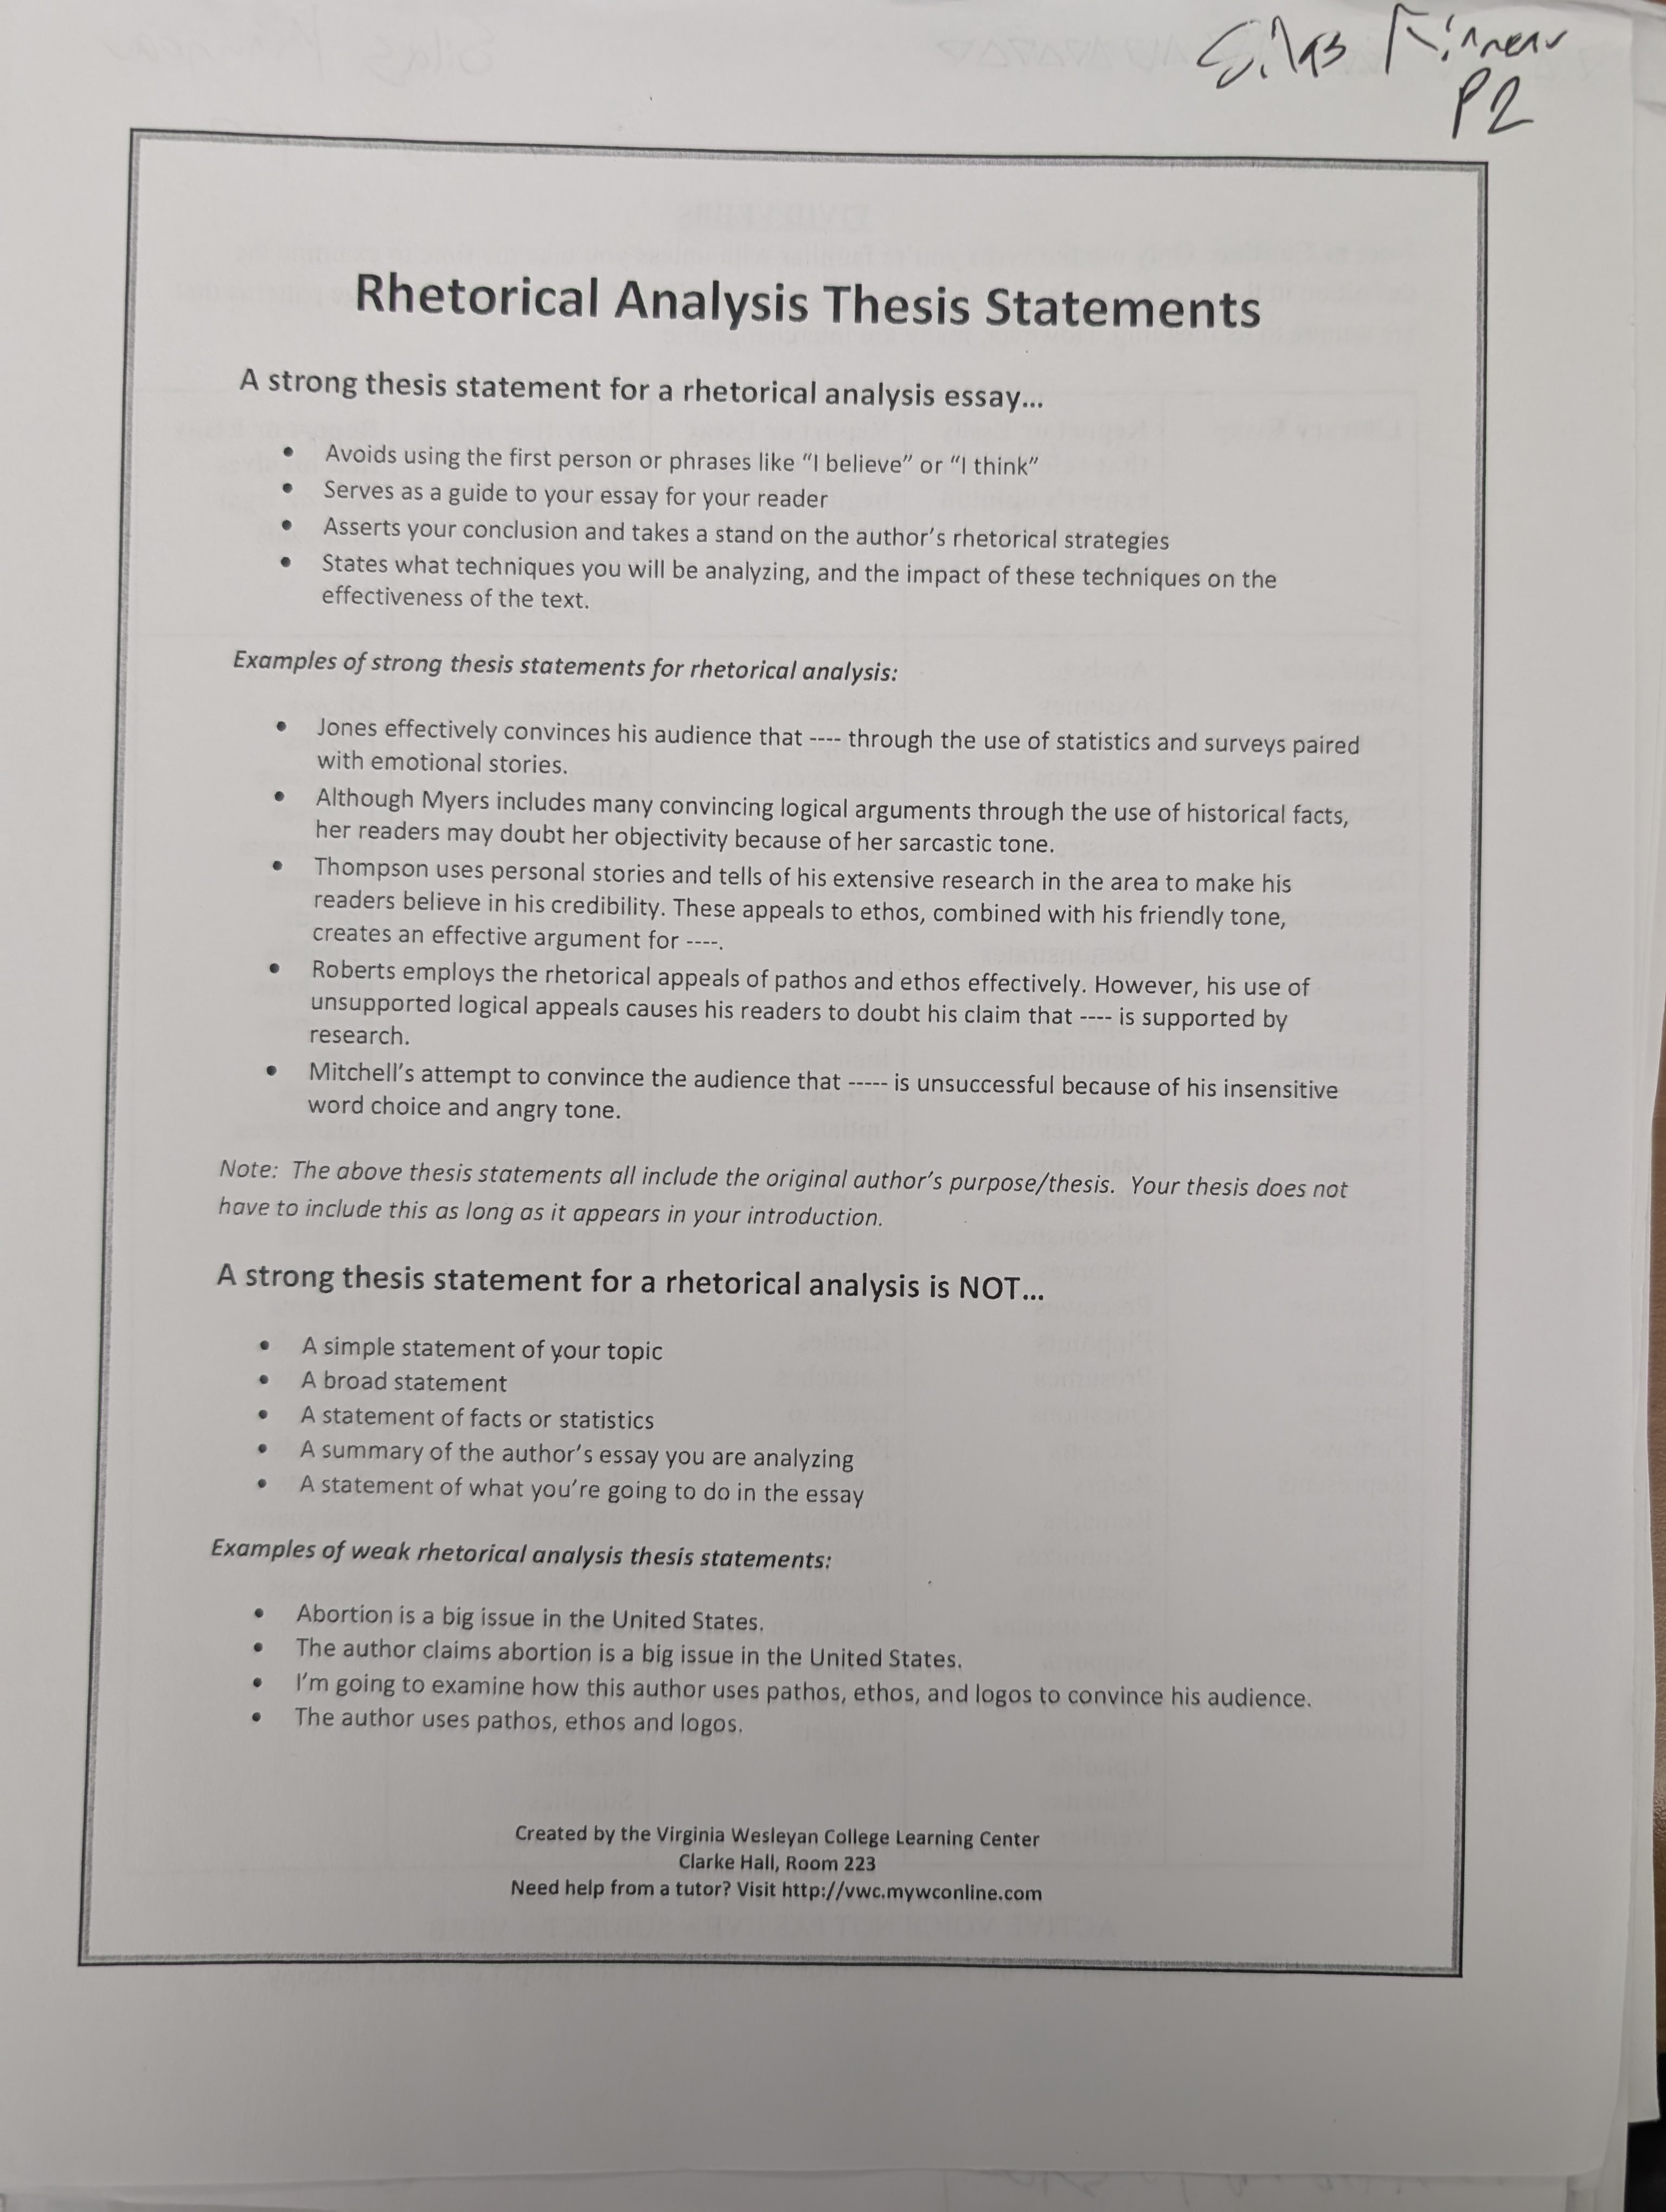 Silas Kinnear
P2
Rhetorical Analysis Thesis Statements
A strong thesis statement for a rhetorical analysis essay...
• Avoids using the first person or phrases like “I believe” or “I think”
• Serves as a guide to your essay for your reader
• Asserts your conclusion and takes a stand on the author’s rhetorical strategies
• States what techniques you will be analyzing, and the impact of these techniques on the
effectiveness of the text.
Examples of strong thesis statements for rhetorical analysis:
• Jones effectively convinces his audience that ---- through the use of statistics and surveys paired
with emotional stories.
• Although Myers includes many convincing logical arguments through the use of historical facts,
her readers may doubt her objectivity because of her sarcastic tone.
• Thompson uses personal stories and tells of his extensive research in the area to make his
readers believe in his credibility. These appeals to ethos, combined with his friendly tone,
creates an effective argument for ----.
• Roberts employs the rhetorical appeals of pathos and ethos effectively. However, his use of
unsupported logical appeals causes his readers to doubt his claim that ---- is supported by
research.
• Mitchell’s attempt to convince the audience that ----- is unsuccessful because of his insensitive
word choice and angry tone.
Note: The above thesis statements all include the original author’s purpose/thesis. Your thesis does not
have to include this as long as it appears in your introduction.
A strong thesis statement for a rhetorical analysis is NOT...
• A simple statement of your topic
• A broad statement
• A statement of facts or statistics
• A summary of the author’s essay you are analyzing
• A statement of what you’re going to do in the essay
Examples of weak rhetorical analysis thesis statements:
• Abortion is a big issue in the United States.
• The author claims abortion is a big issue in the United States.
• I’m going to examine how this author uses pathos, ethos, and logos to convince his audience.
• The author uses pathos, ethos and logos.
Created by the Virginia Wesleyan College Learning Center
Clarke Hall, Room 223
Need help from a tutor? Visit http://vwc.mywconline.com